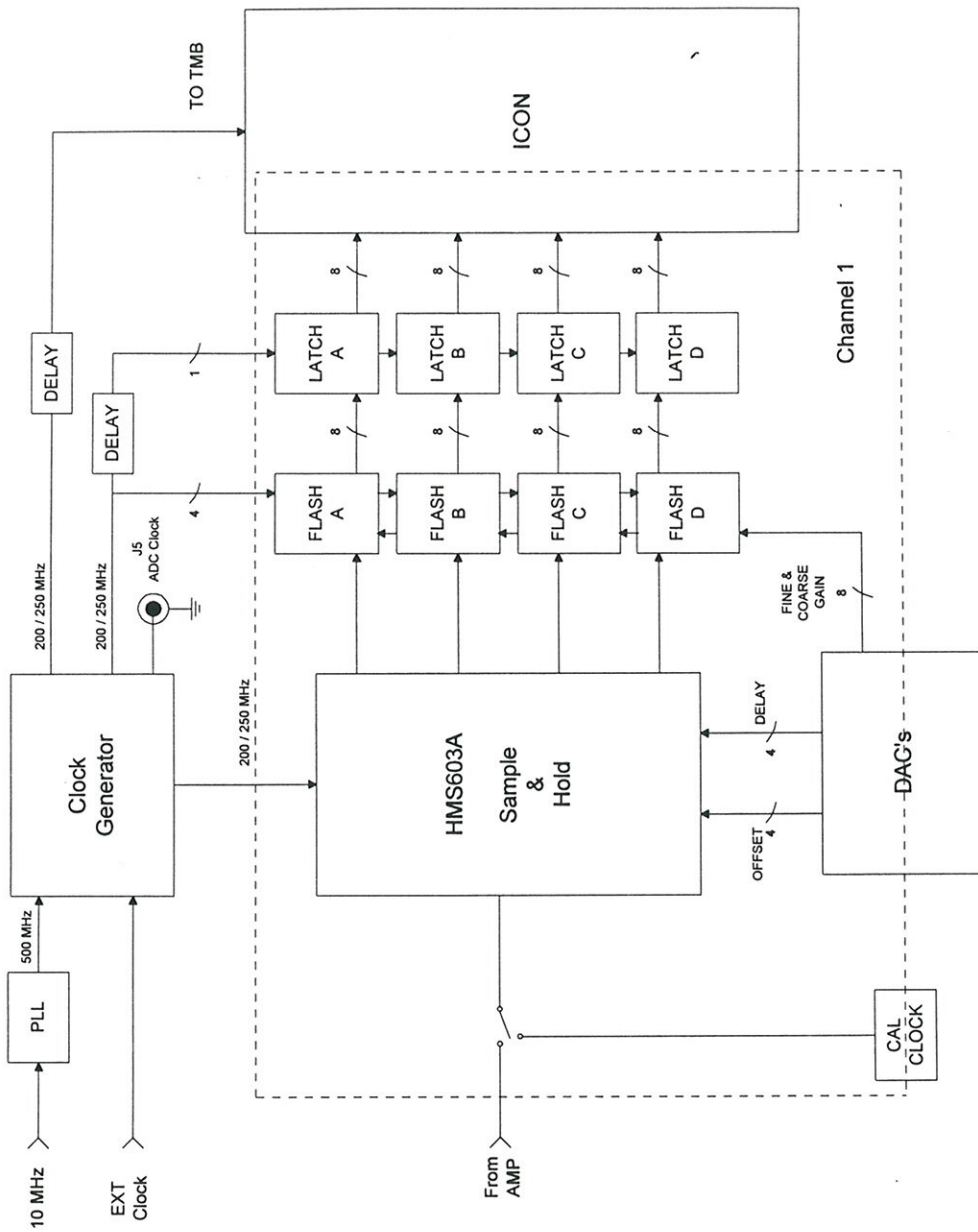 10 MHz
PLL
500 MHz
EXT
Clock
Clock
Generator
200 / 250 MHz
200 / 250 MHz
J5
ADC Clock
200 / 250 MHz
DELAY
DELAY
TO TMB
4
1
From
AMP
HMS603A
Sample
&
Hold
FLASH
A
FLASH
B
FLASH
C
FLASH
D
8
8
8
8
LATCH
A
LATCH
B
LATCH
C
LATCH
D
8
8
8
8
ICON
OFFSET
4
DELAY
4
FINE &
COARSE
GAIN
8
CAL
CLOCK
DAC's
Channel 1